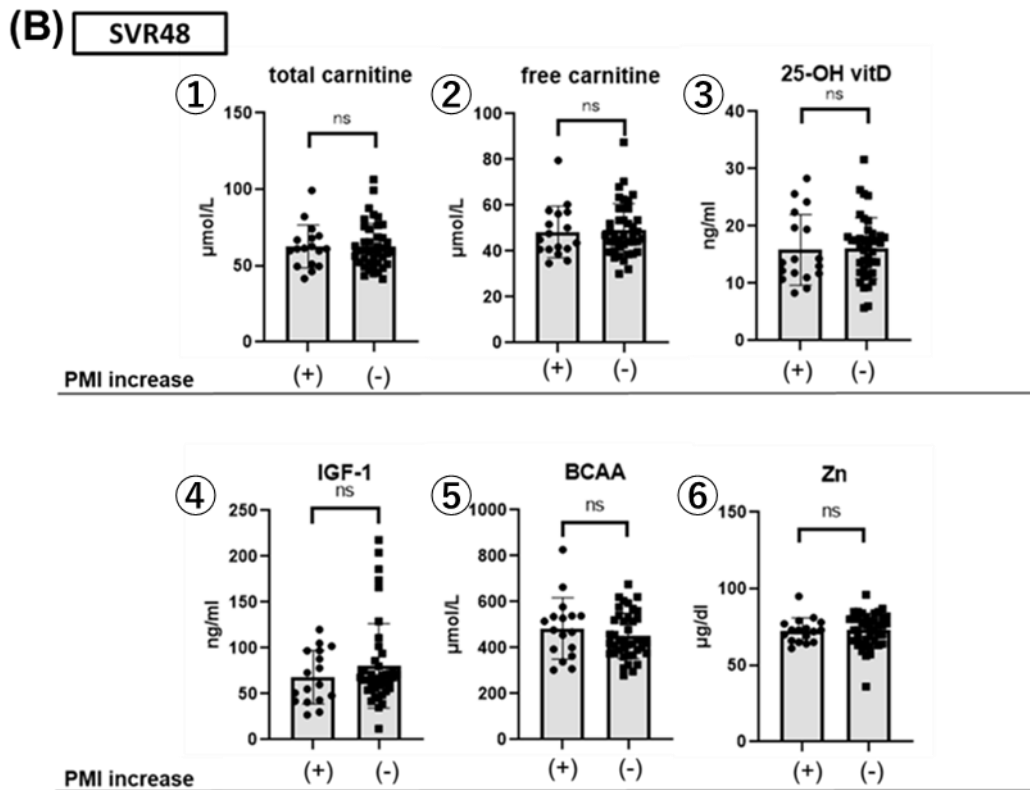 (B) SVR48
① total carnitine
ns
150
100
50
0
µmol/L
(+) (-)
② free carnitine
ns
100
80
60
40
20
0
µmol/L
(+) (-)
③ 25-OH vitD
ns
40
30
20
10
0
ng/ml
(+) (-)
PMI increase
④ IGF-1
ns
250
200
150
100
50
0
ng/ml
(+) (-)
⑤ BCAA
ns
1000
800
600
400
200
0
µmol/L
(+) (-)
⑥ Zn
ns
150
100
50
0
µg/dl
(+) (-)
PMI increase